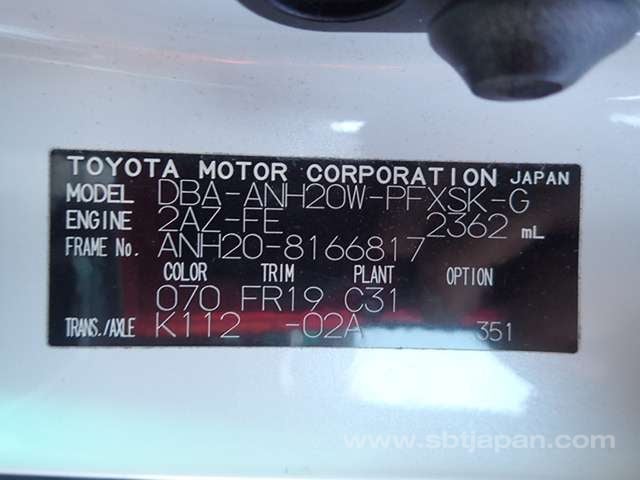 TOYOTA MOTOR CORPORATION JAPAN
MODEL DBA-ANH20W-PFXSK-G
ENGINE 2AZ-FE 2362 mL
FRAME No. ANH20-8166817
COLOR TRIM PLANT OPTION
070 FR19 C31
TRANS./AXLE K112 -02A 351
www.sbtjapan.com